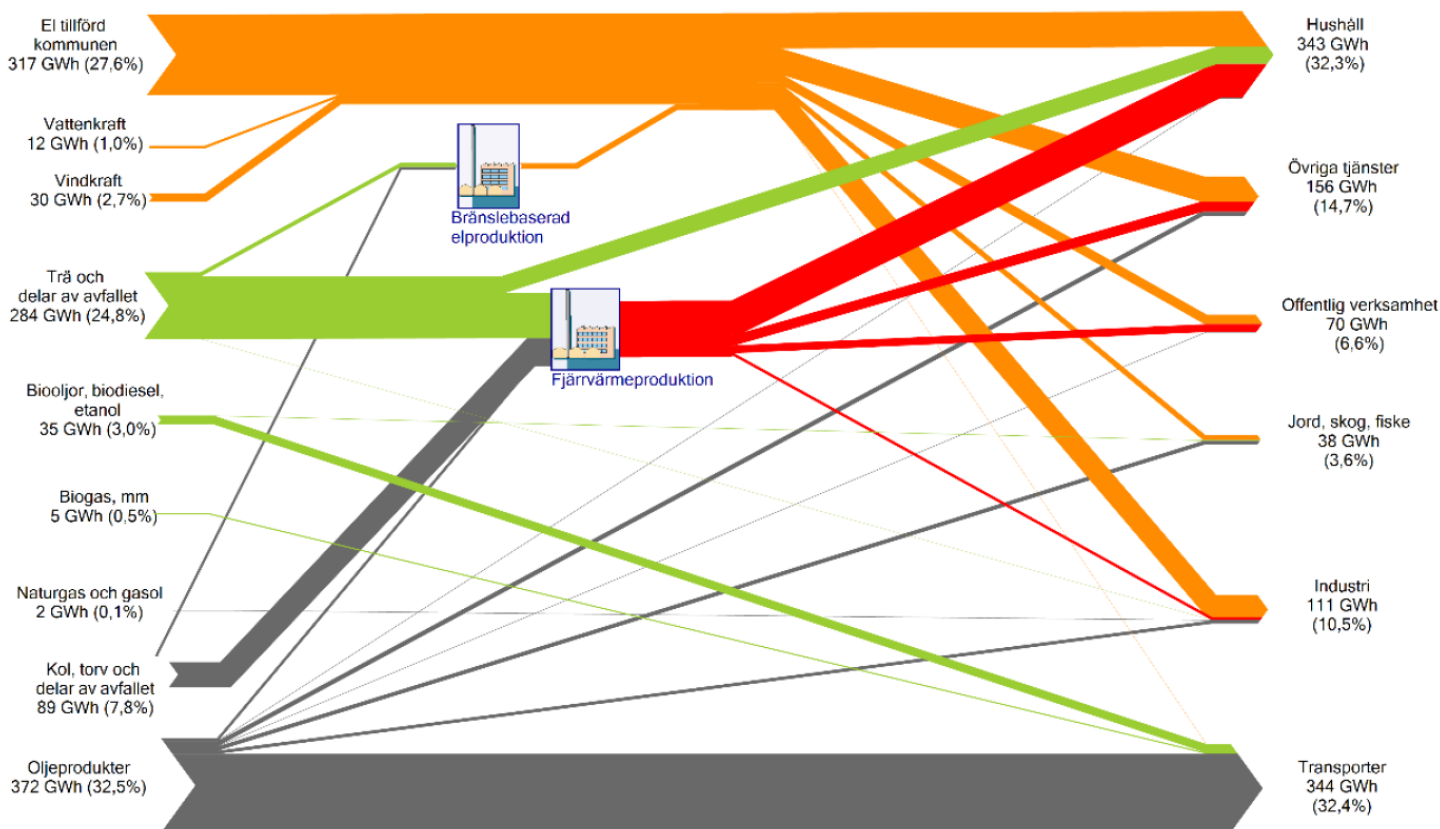 El tillförd
kommunen
317 GWh (27,6%)
Vattenkraft
12 GWh (1,0%)
Vindkraft
30 GWh (2,7%)
Trä och
delar av avfallet
284 GWh (24,8%)
Biooljor, biodiesel,
etanol
35 GWh (3,0%)
Biogas, mm
5 GWh (0,5%)
Naturgas och gasol
2 GWh (0,1%)
Kol, torv och
delar av avfallet
89 GWh (7,8%)
Oljeprodukter
372 GWh (32,5%)
Bränslebaserad
elproduktion
Fjärrvärmeproduktion
Hushåll
343 GWh
(32,3%)
Övriga tjänster
156 GWh
(14,7%)
Offentlig verksamhet
70 GWh
(6,6%)
Jord, skog, fiske
38 GWh
(3,6%)
Industri
111 GWh
(10,5%)
Transporter
344 GWh
(32,4%)